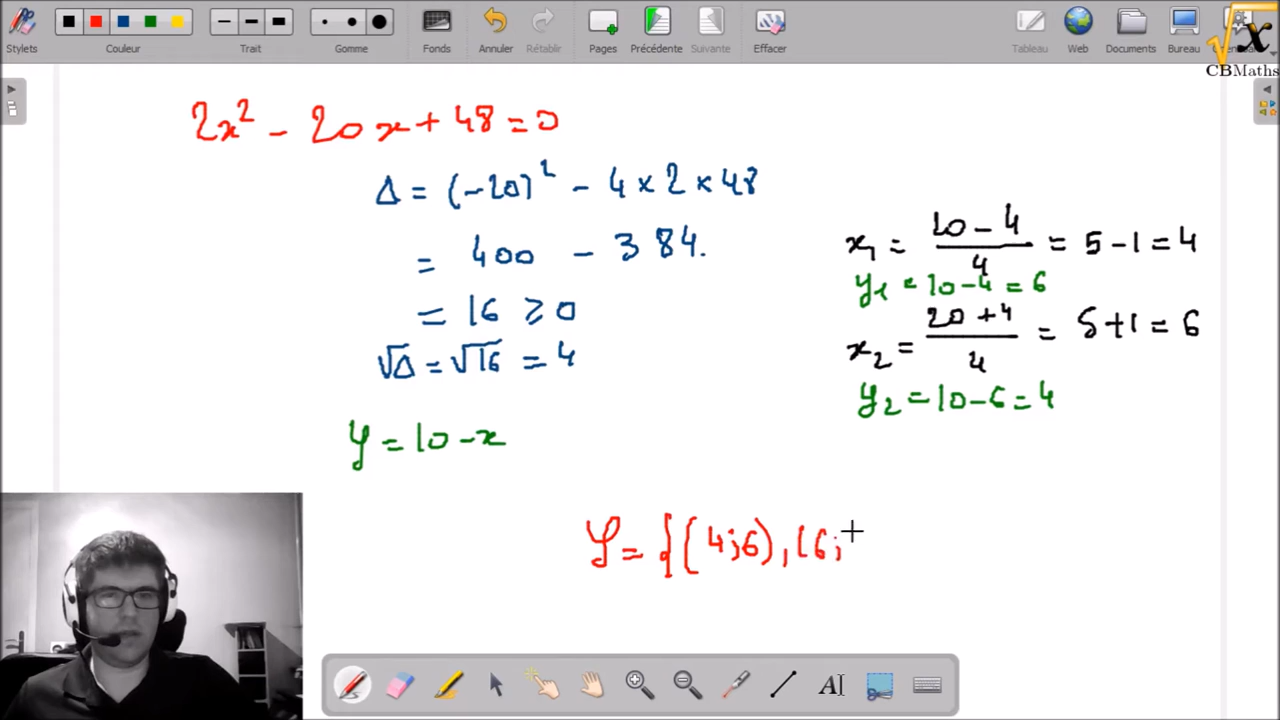 Stylets Couleur Trait Gomme Fonds Annuler Rétablir Pages Précédente Suivante Effacer Tableau Web Documents Bureau
CBMaths
2x² - 20x + 48 = 0
Δ = (-20)² - 4 × 2 × 48
= 400 - 384.
= 16 ≥ 0
√Δ = √16 = 4
y = 10 - x
x₁ = (20 - 4)/4 = 5 - 1 = 4
y₁ = 10 - 4 = 6
x₂ = (20 + 4)/4 = 5 + 1 = 6
y₂ = 10 - 6 = 4
𝒮 = {(4;6), (6;